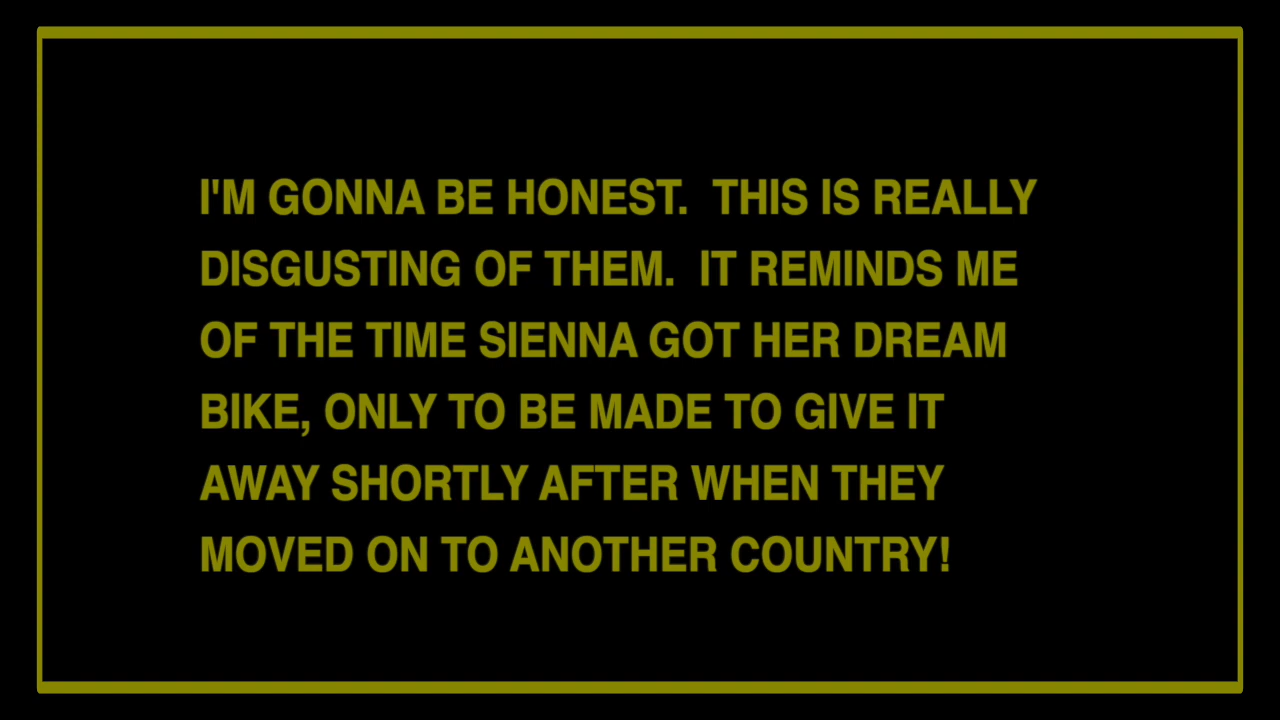 I'M GONNA BE HONEST.  THIS IS REALLY
DISGUSTING OF THEM.  IT REMINDS ME
OF THE TIME SIENNA GOT HER DREAM
BIKE, ONLY TO BE MADE TO GIVE IT
AWAY SHORTLY AFTER WHEN THEY
MOVED ON TO ANOTHER COUNTRY!